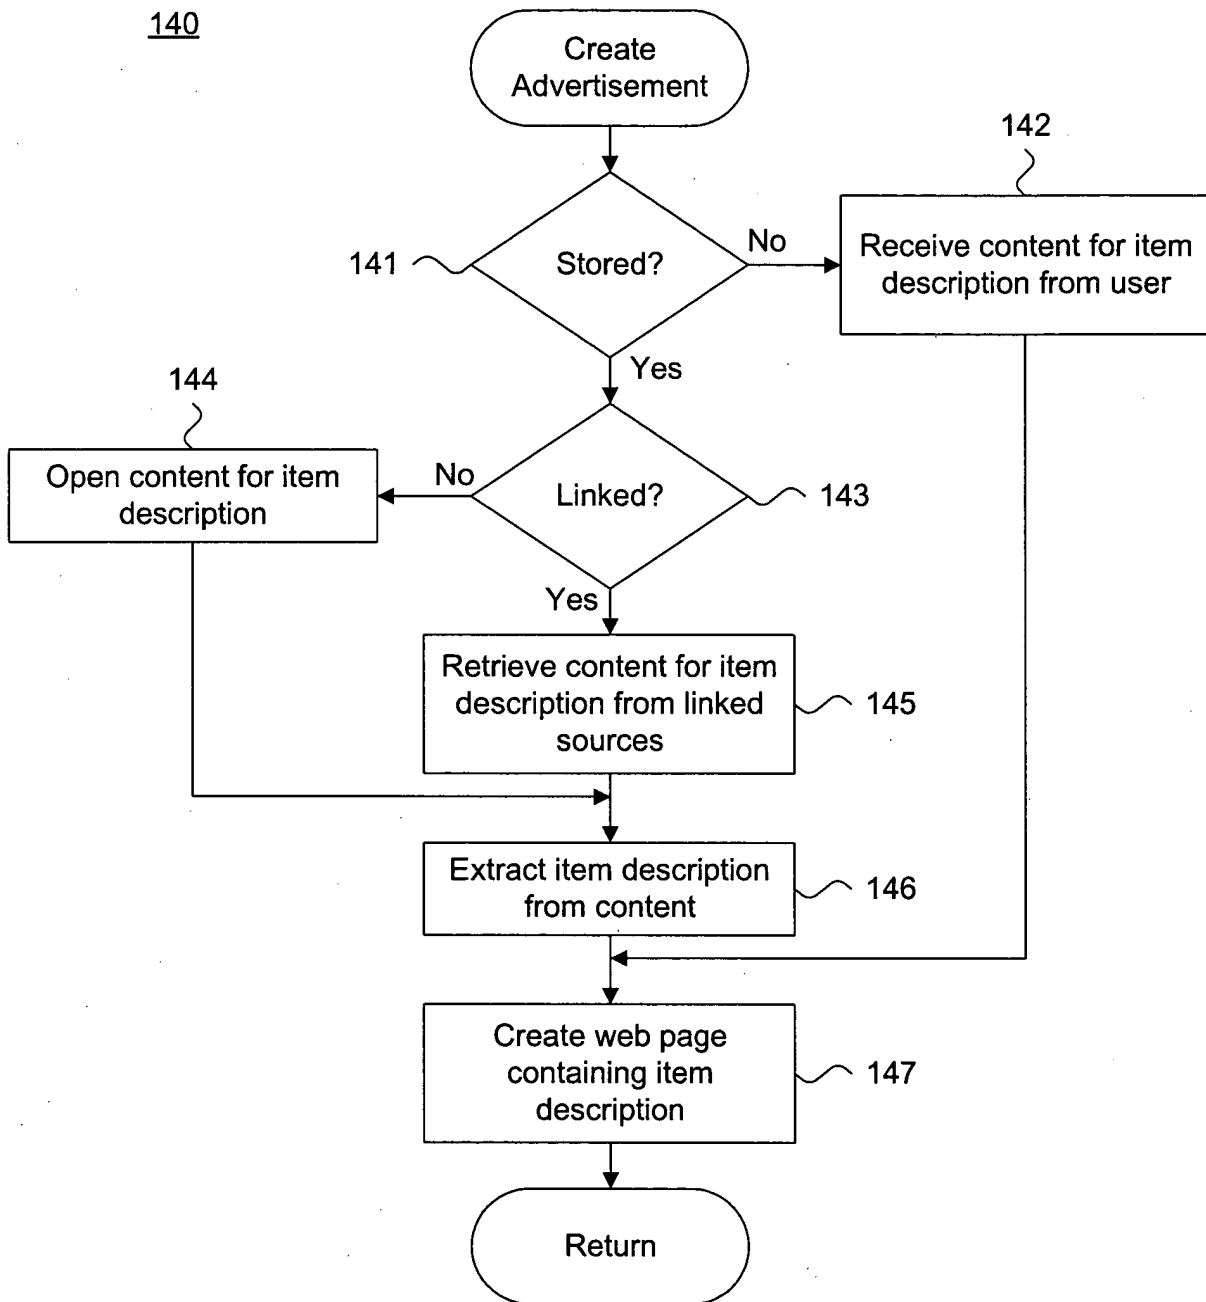 140
Create
Advertisement
142
Receive content for item
description from user
No
141
Stored?
Yes
144
Open content for item
description
No
Linked?
143
Yes
Retrieve content for item
description from linked
sources
145
Extract item description
from content
146
Create web page
containing item
description
147
Return